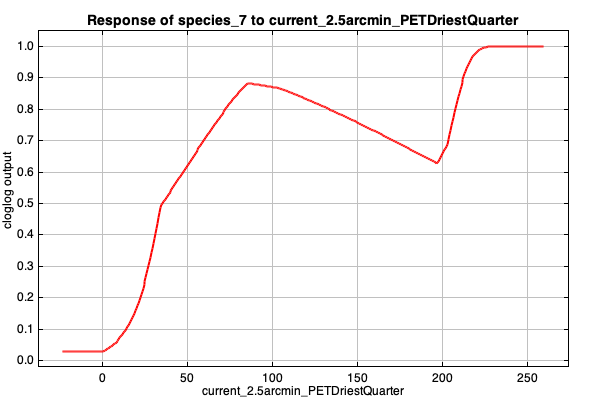 Response of species_7 to current_2.5arcmin_PETDriestQuarter
1.0
0.9
0.8
0.7
0.6
0.5
0.4
0.3
0.2
0.1
0.0
cloglog output
0 50 100 150 200 250
current_2.5arcmin_PETDriestQuarter